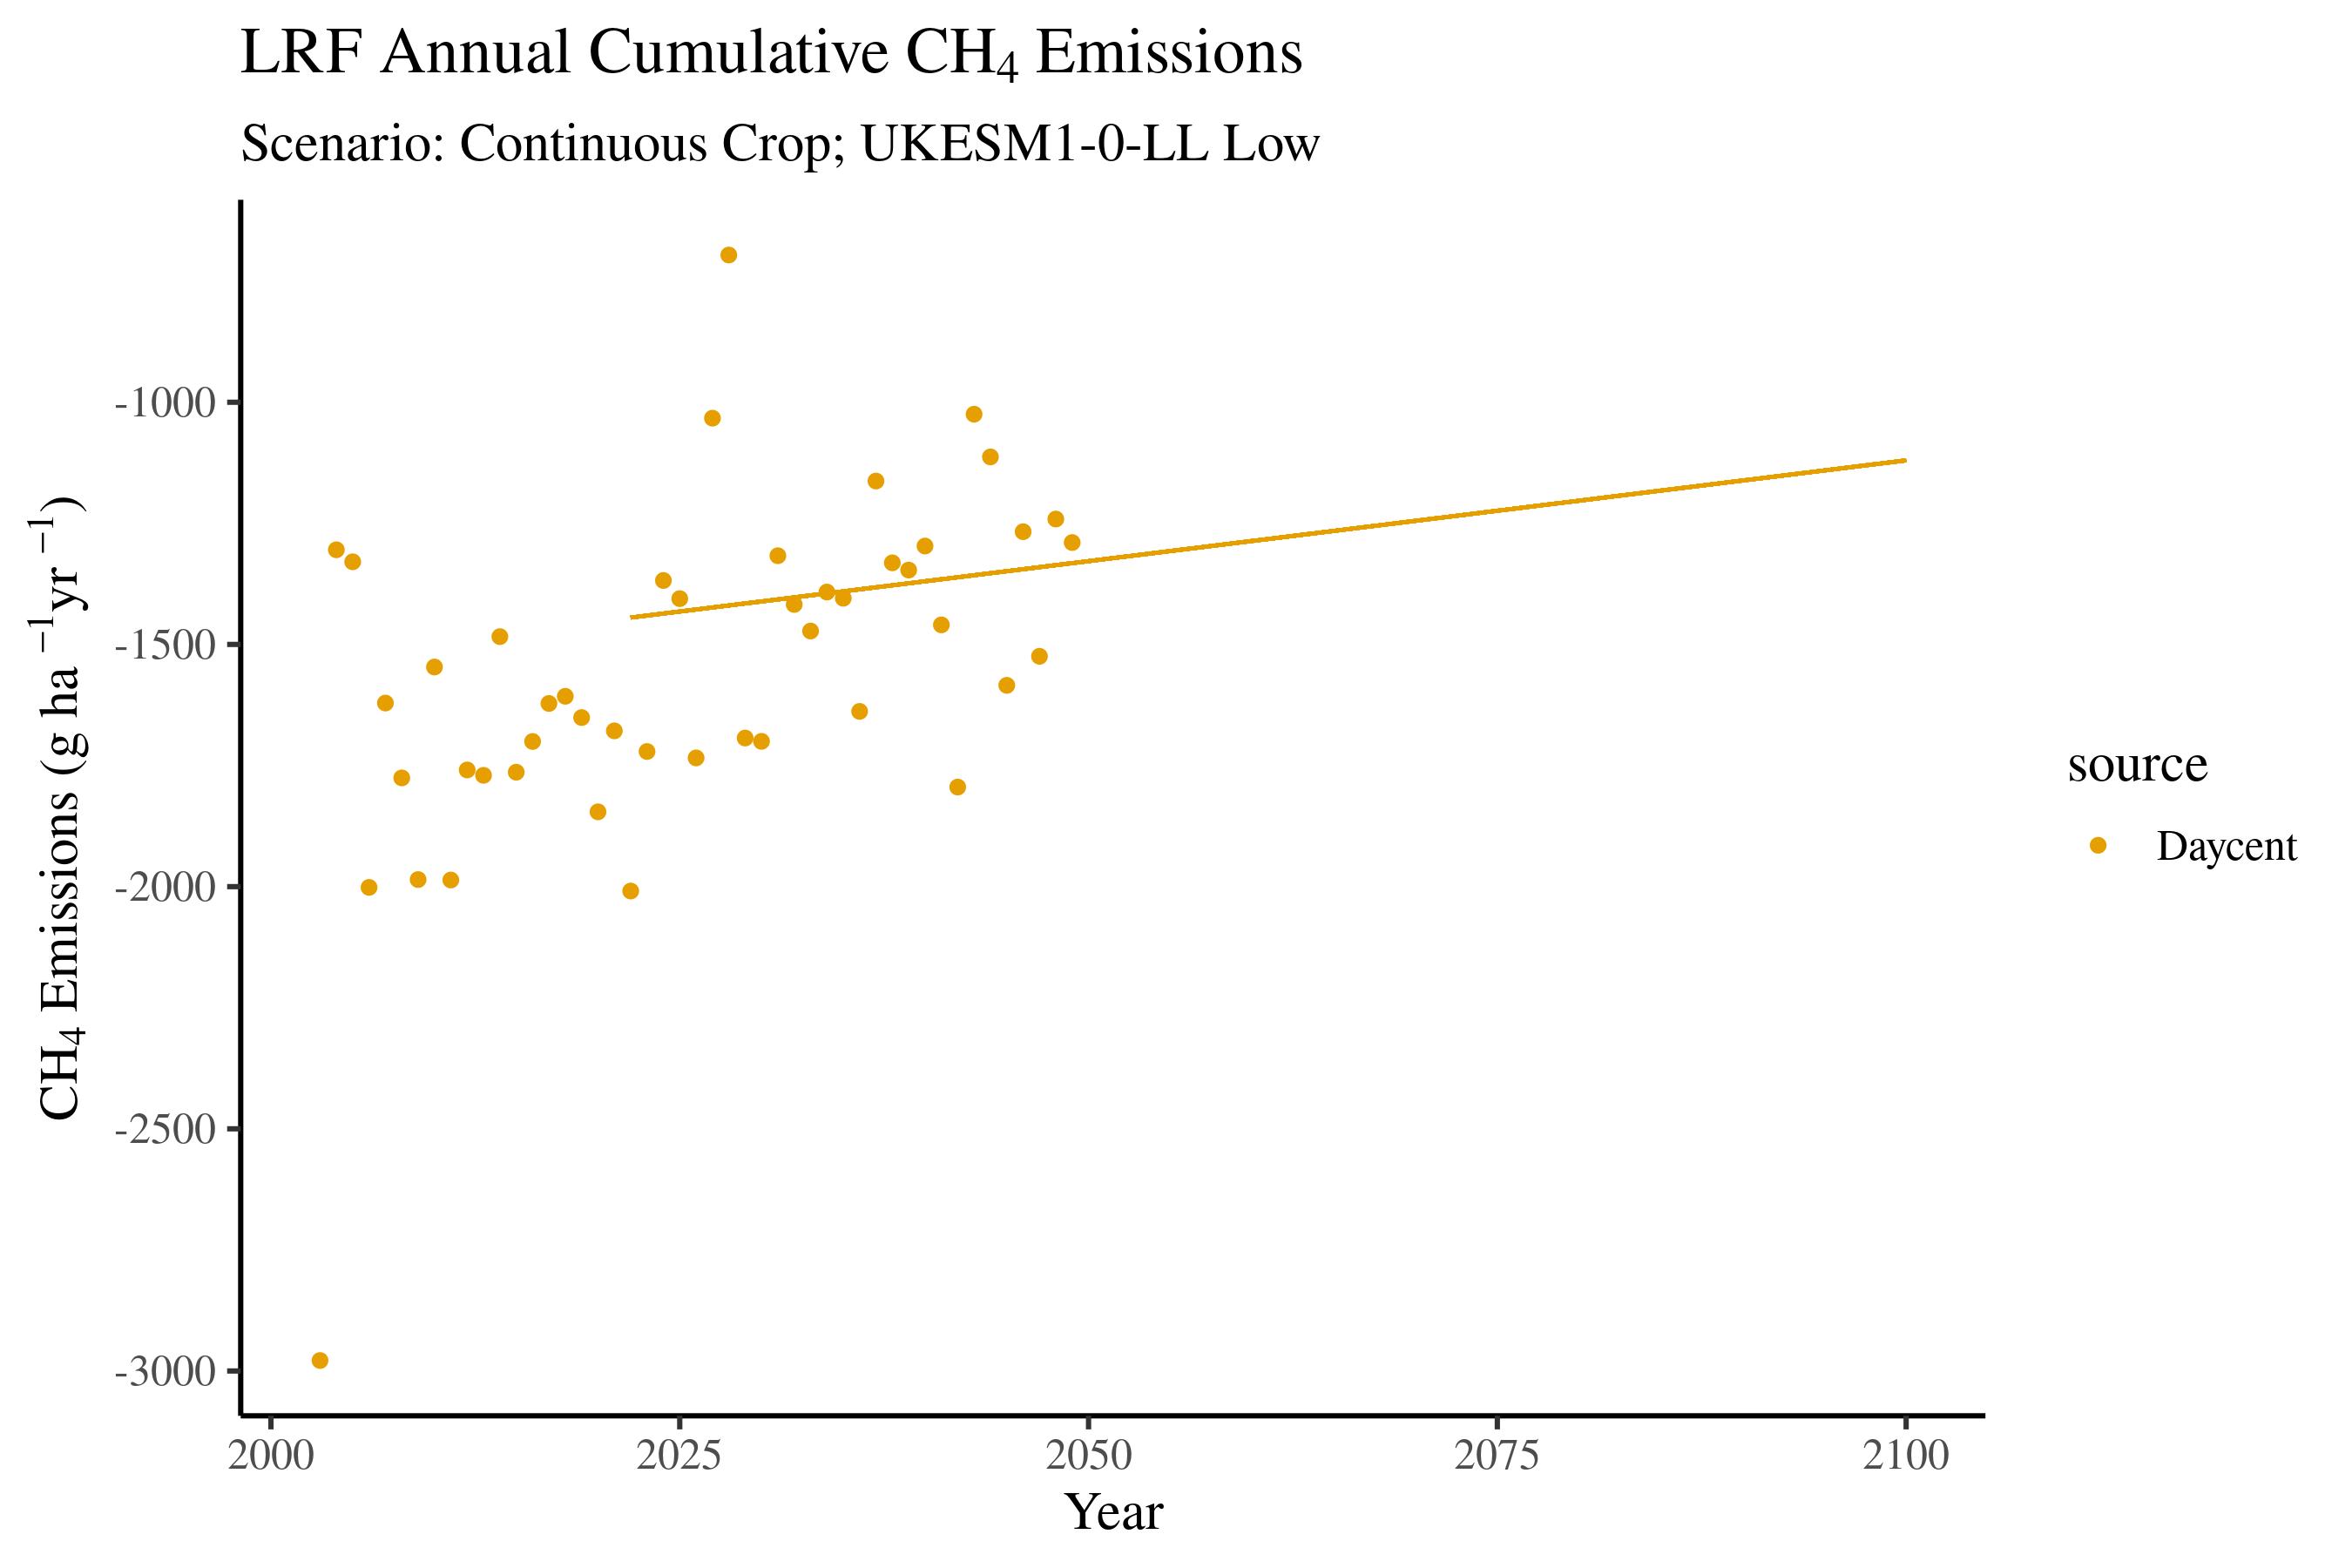 LRF Annual Cumulative CH₄ Emissions
Scenario: Continuous Crop; UKESM1-0-LL Low
CH₄ Emissions (g ha ⁻¹yr ⁻¹)
-1000
-1500
-2000
-2500
-3000
2000 2025 2050 2075 2100
Year
source
Daycent